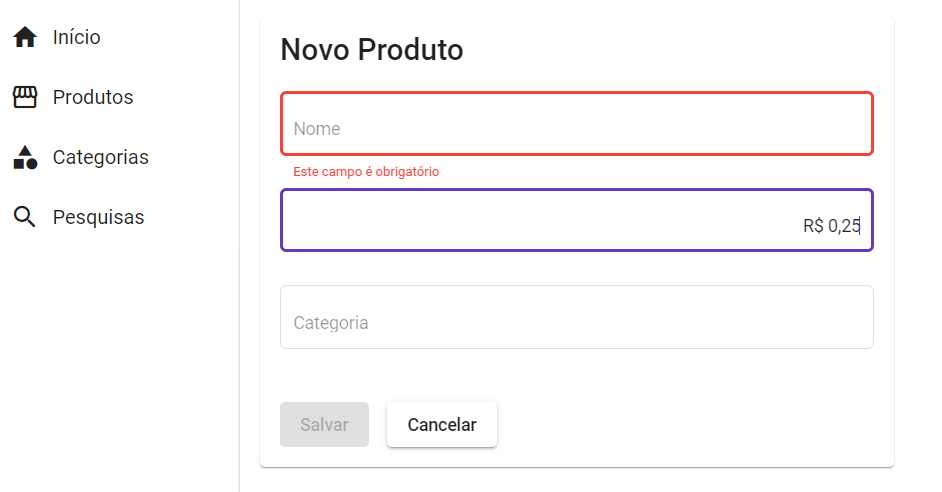 Início
Produtos
Categorias
Pesquisas
Novo Produto
Nome
Este campo é obrigatório
R$ 0,25
Categoria
Salvar
Cancelar